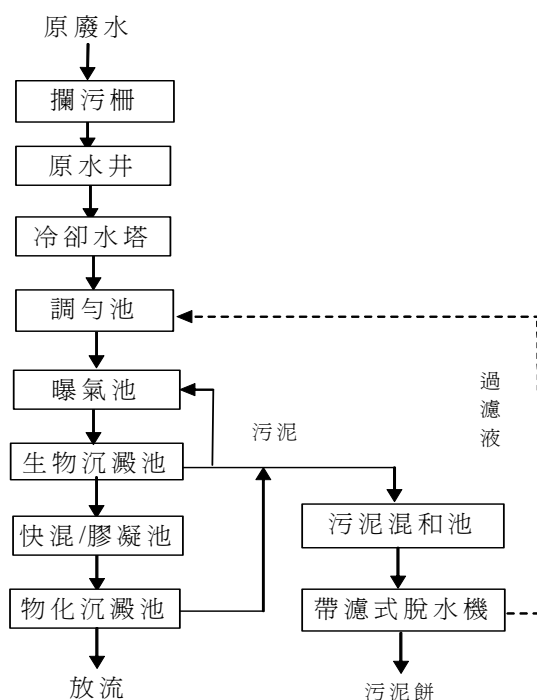 原廢水
攔污柵
原水井
冷卻水塔
調勻池
曝氣池
生物沉澱池
快混/膠凝池
物化沉澱池
放流
污泥
過濾液
污泥混和池
帶濾式脫水機
污泥餅